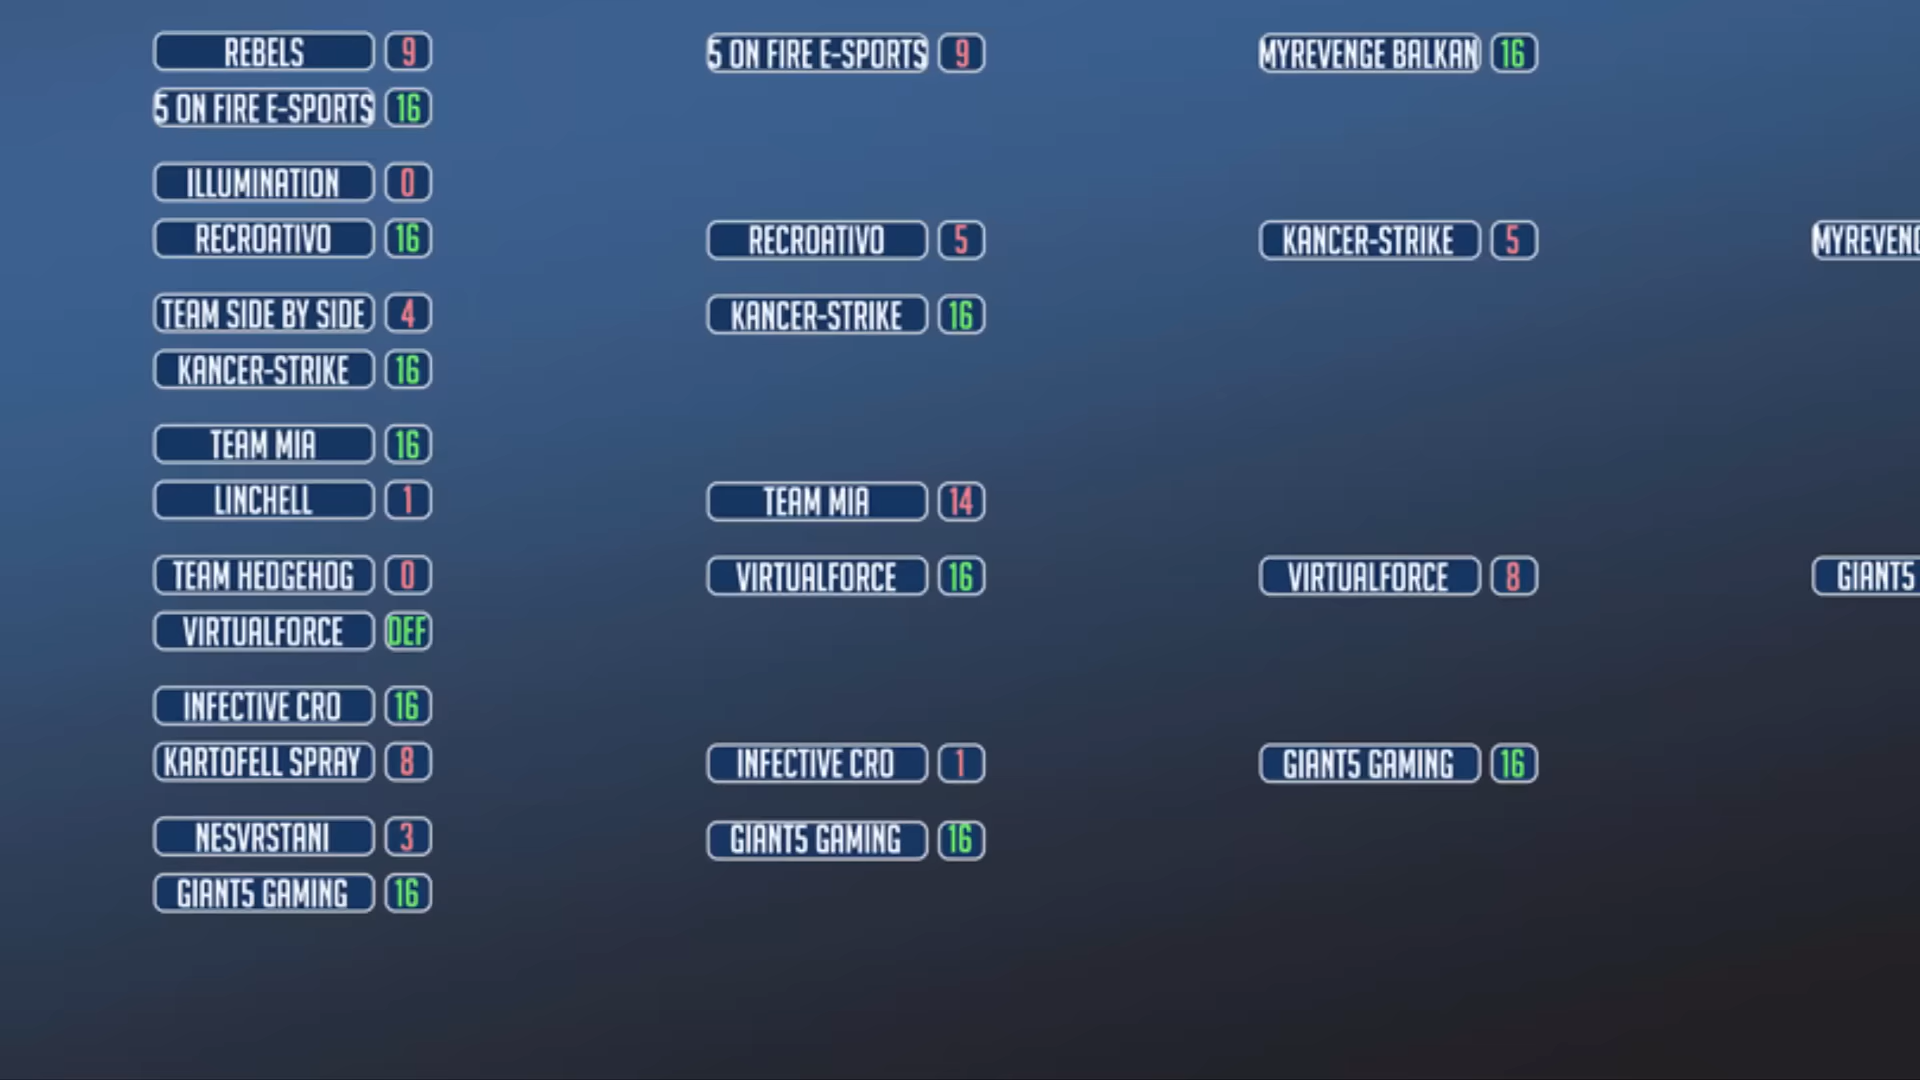 REBELS 9
5 ON FIRE E-SPORTS 16
ILLUMINATION 0
RECROATIVO 16
TEAM SIDE BY SIDE 4
KANCER-STRIKE 16
TEAM MIA 16
LINCHELL 1
TEAM HEDGEHOG 0
VIRTUALFORCE DEF
INFECTIVE CRO 16
KARTOFELL SPRAY 8
NESVRSTANI 3
GIANT5 GAMING 16
5 ON FIRE E-SPORTS 9
RECROATIVO 5
KANCER-STRIKE 16
TEAM MIA 14
VIRTUALFORCE 16
INFECTIVE CRO 1
GIANT5 GAMING 16
MYREVENGE BALKAN 16
KANCER-STRIKE 5
VIRTUALFORCE 8
GIANT5 GAMING 16
MYREVENG
GIANT5